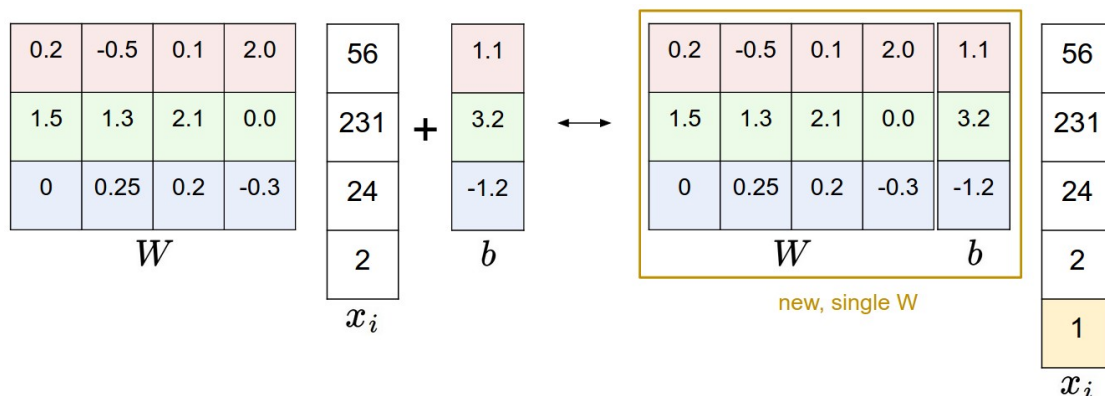 0.2 -0.5 0.1 2.0 56 1.1 0.2 -0.5 0.1 2.0 1.1 56
1.5 1.3 2.1 0.0 231 + 3.2 ↔ 1.5 1.3 2.1 0.0 3.2 231
0 0.25 0.2 -0.3 24 -1.2 0 0.25 0.2 -0.3 -1.2 24
W 2 b W b 2
x_i new, single W 1
x_i